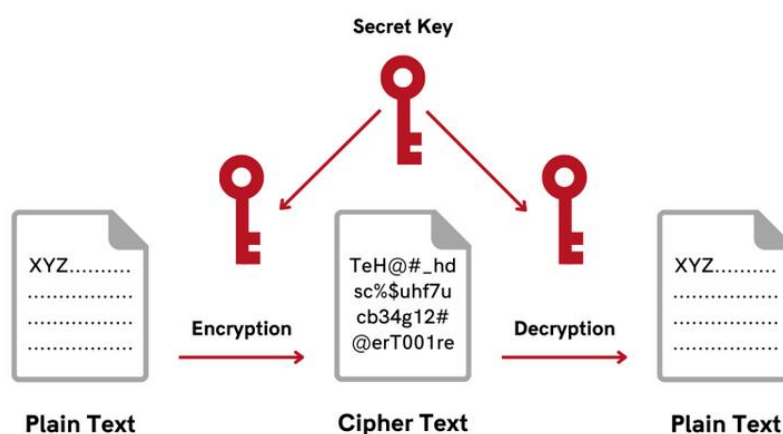 Secret Key
XYZ..........
................
................
................
Encryption
TeH@#_hd
sc%$uhf7u
cb34g12#
@erT001re
Decryption
XYZ..........
................
................
................
Plain Text
Cipher Text
Plain Text